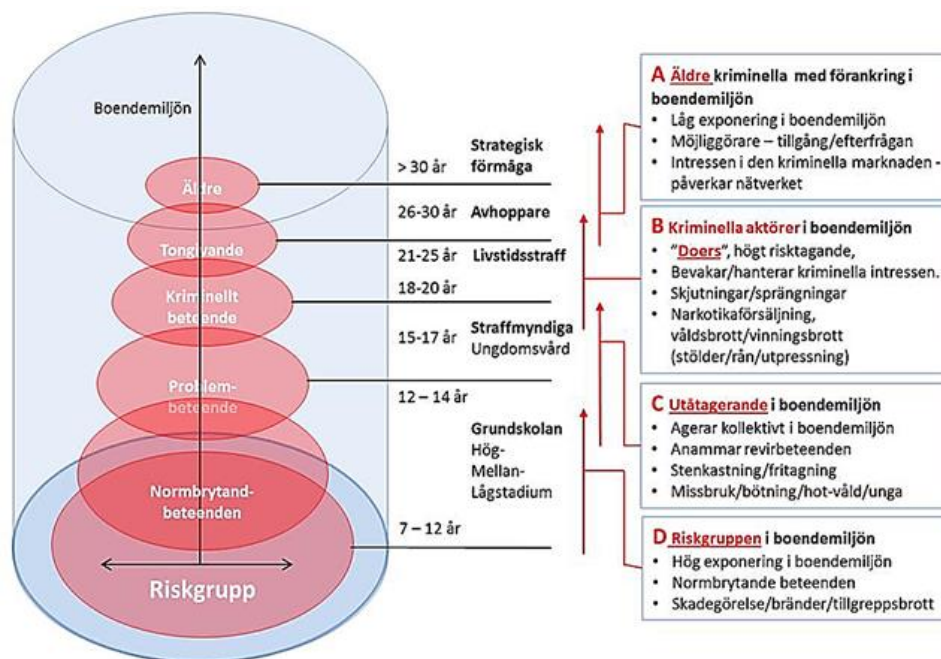 Boendemiljön
Äldre
Tongivande
Kriminellt
beteende
Problem-
beteende
Normbrytand-
beteenden
Riskgrupp
> 30 år
26-30 år
21-25 år
18-20 år
15-17 år
12 – 14 år
7 – 12 år
Strategisk
förmåga
Avhoppare
Livstidsstraff
Straffmyndiga
Ungdomsvård
Grundskolan
Hög-
Mellan-
Lågstadium
A Äldre kriminella med förankring i
boendemiljön
• Låg exponering i boendemiljön
• Möjliggörare – tillgång/efterfrågan
• Intressen i den kriminella marknaden -
påverkar nätverket
B Kriminella aktörer i boendemiljön
• "Doers", högt risktagande,
• Bevakar/hanterar kriminella intressen..
• Skjutningar/sprängningar
• Narkotikaförsäljning,
våldsbrott/vinningsbrott
(stölder/rån/utpressning)
C Utåtagerande i boendemiljön
• Agerar kollektivt i boendemiljön
• Anammar revirbeteenden
• Stenkastning/fritagning
• Missbruk/bötning/hot-våld/unga
D Riskgruppen i boendemiljön
• Hög exponering i boendemiljön
• Normbrytande beteenden
• Skadegörelse/bränder/tillgreppsbrott